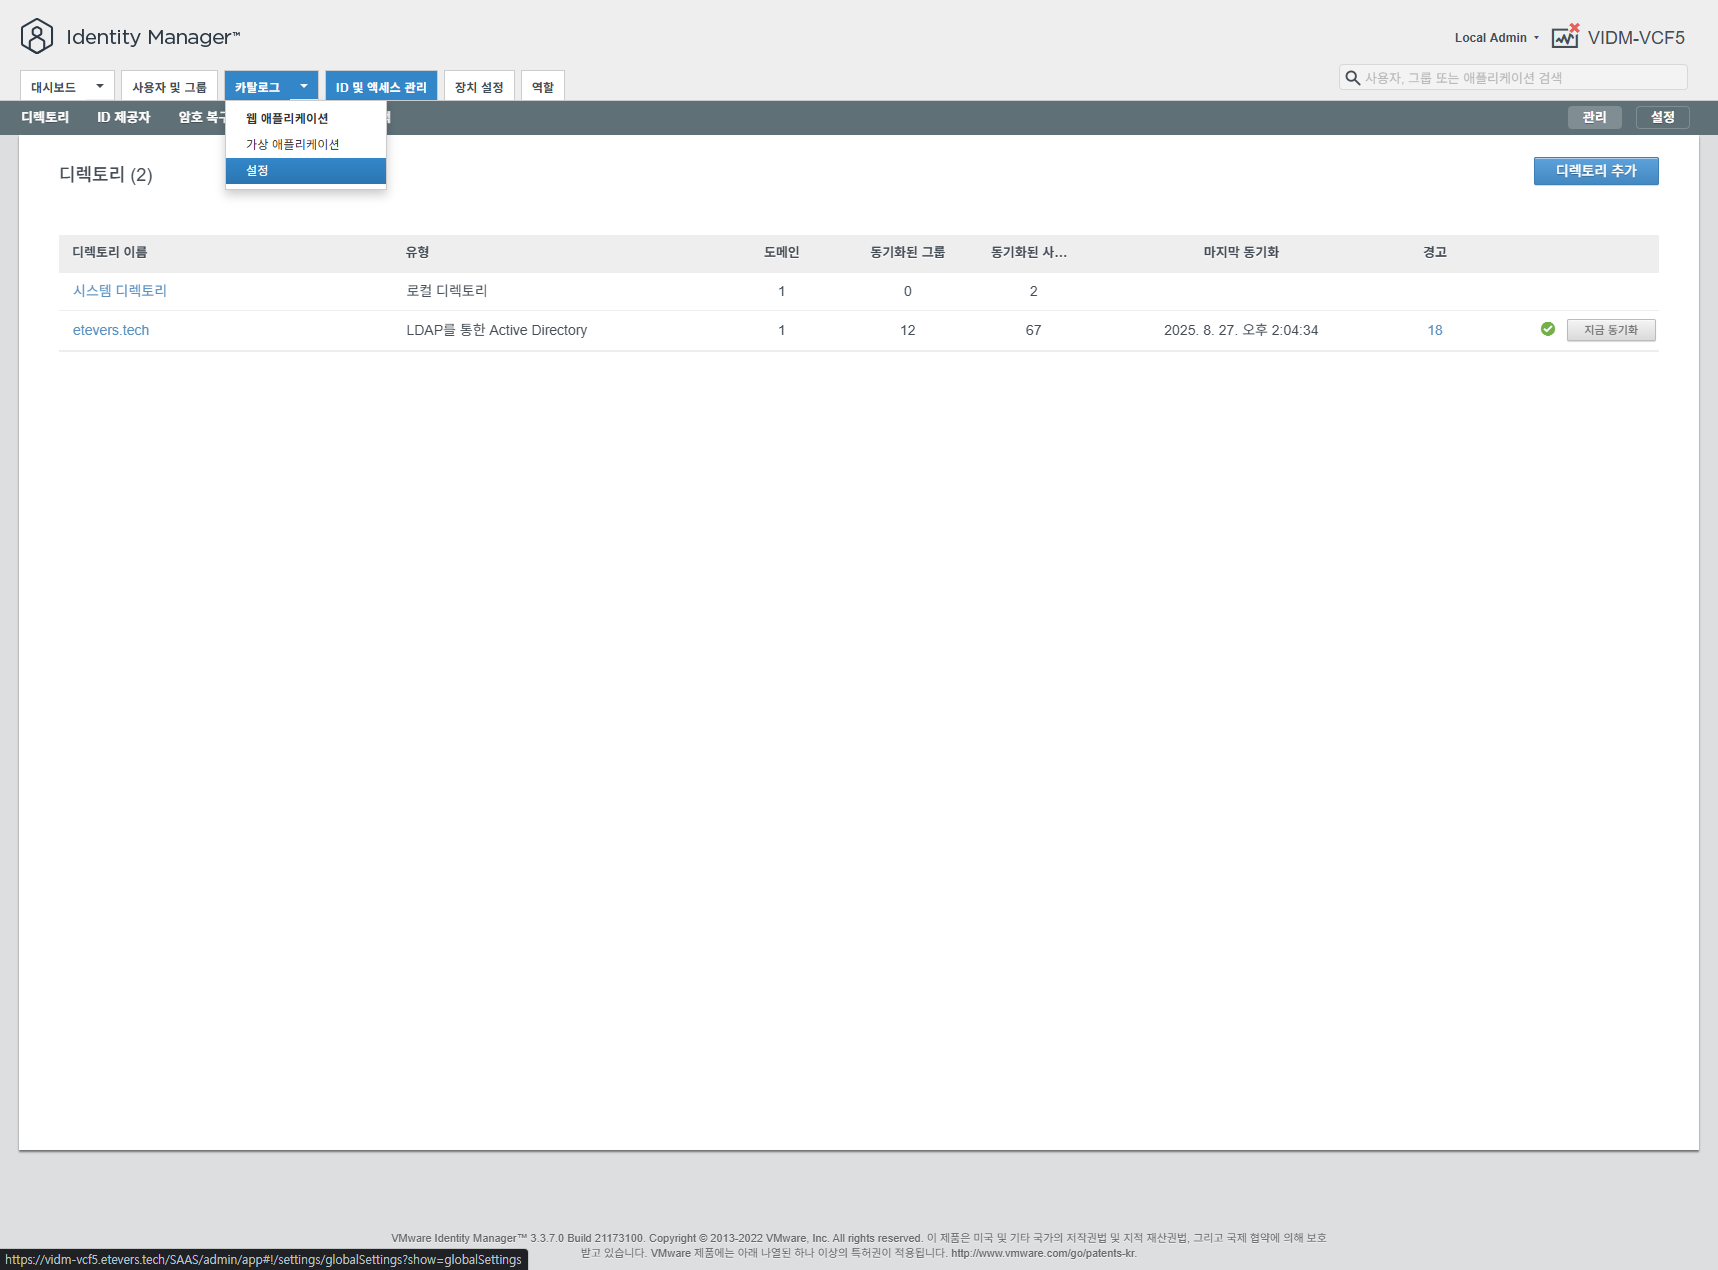 Identity Manager™
Local Admin
VIDM-VCF5
대시보드
사용자 및 그룹
카탈로그
ID 및 액세스 관리
장치 설정
역할
사용자, 그룹 또는 애플리케이션 검색
디렉토리
ID 제공자
암호 복구
관리
설정
웹 애플리케이션
가상 애플리케이션
설정
디렉토리 (2)
디렉토리 추가
디렉토리 이름 유형 도메인 동기화된 그룹 동기화된 사... 마지막 동기화 경고
시스템 디렉토리 로컬 디렉토리 1 0 2
etevers.tech LDAP를 통한 Active Directory 1 12 67 2025. 8. 27. 오후 2:04:34 18 지금 동기화
VMware Identity Manager™ 3.3.7.0 Build 21173100. Copyright © 2013-2022 VMware, Inc. All rights reserved. 이 제품은 미국 및 기타 국가의 저작권법 및 지적 재산권법, 그리고 국제 협약에 의해 보호
받고 있습니다. VMware 제품에는 아래 나열된 하나 이상의 특허권이 적용됩니다. http://www.vmware.com/go/patents-kr.
https://vidm-vcf5.etevers.tech/SAAS/admin/app#!/settings/globalSettings?show=globalSettings